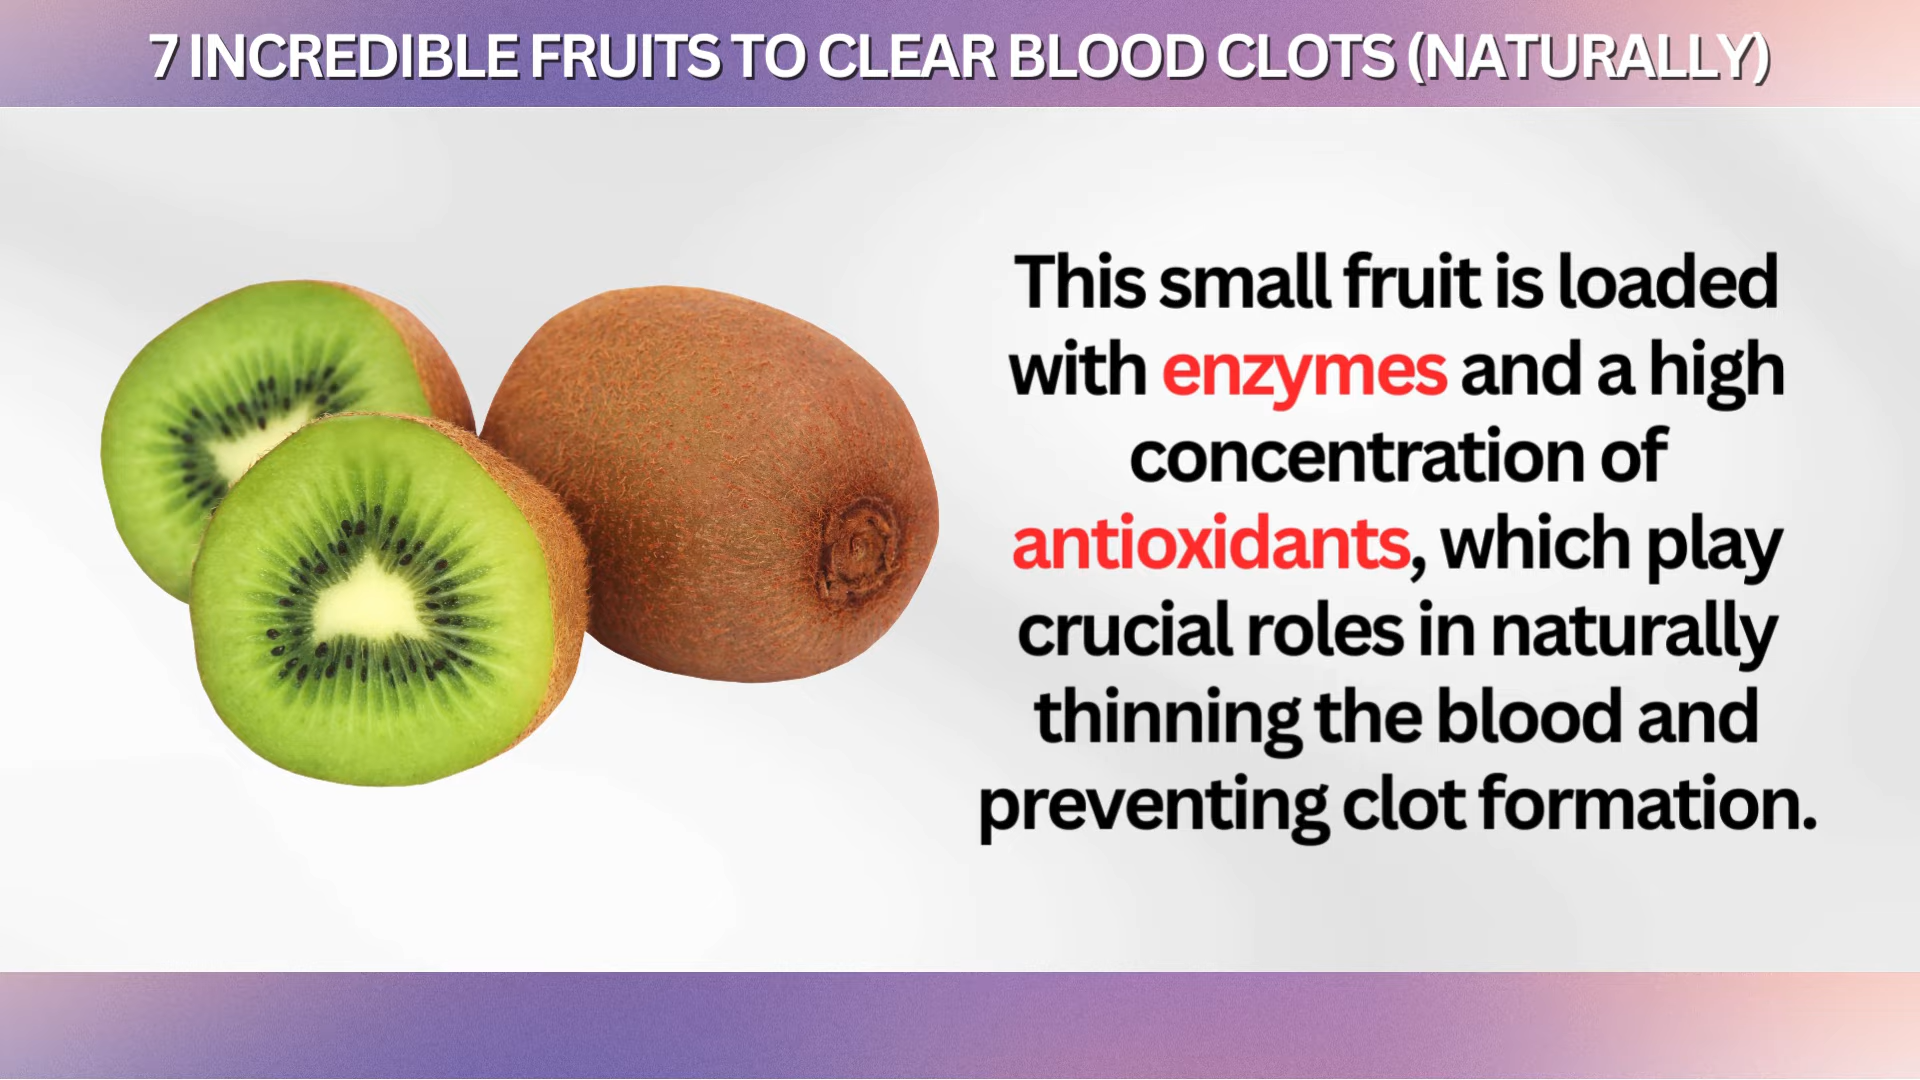 7 INCREDIBLE FRUITS TO CLEAR BLOOD CLOTS (NATURALLY)
This small fruit is loaded
with enzymes and a high
concentration of
antioxidants, which play
crucial roles in naturally
thinning the blood and
preventing clot formation.